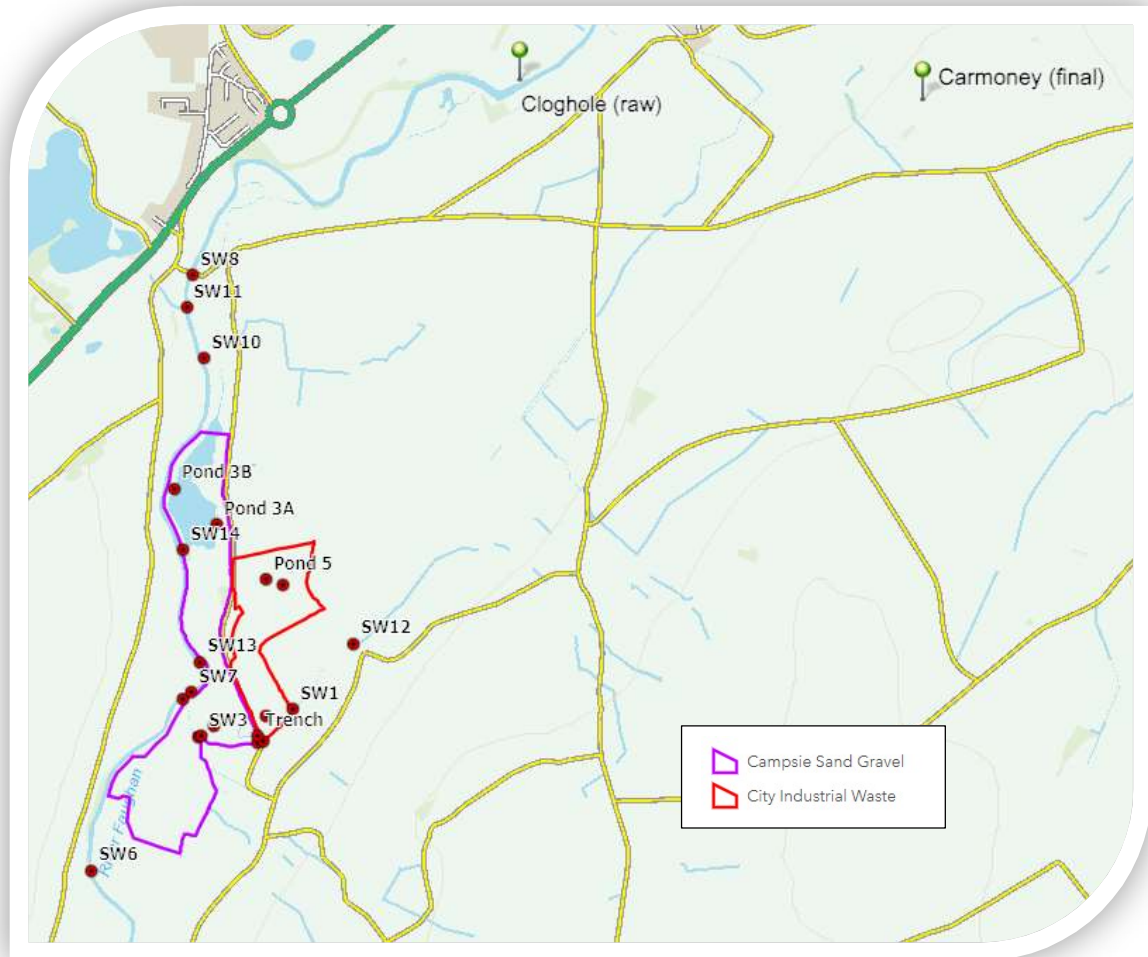 Cloghole (raw)
Carmoney (final)
SW8
SW11
SW10
Pond 3B
Pond 3A
SW14
Pond 5
SW12
SW13
SW7
SW1
SW3
Trench
Campsie Sand Gravel
City Industrial Waste
River Faughan
SW6